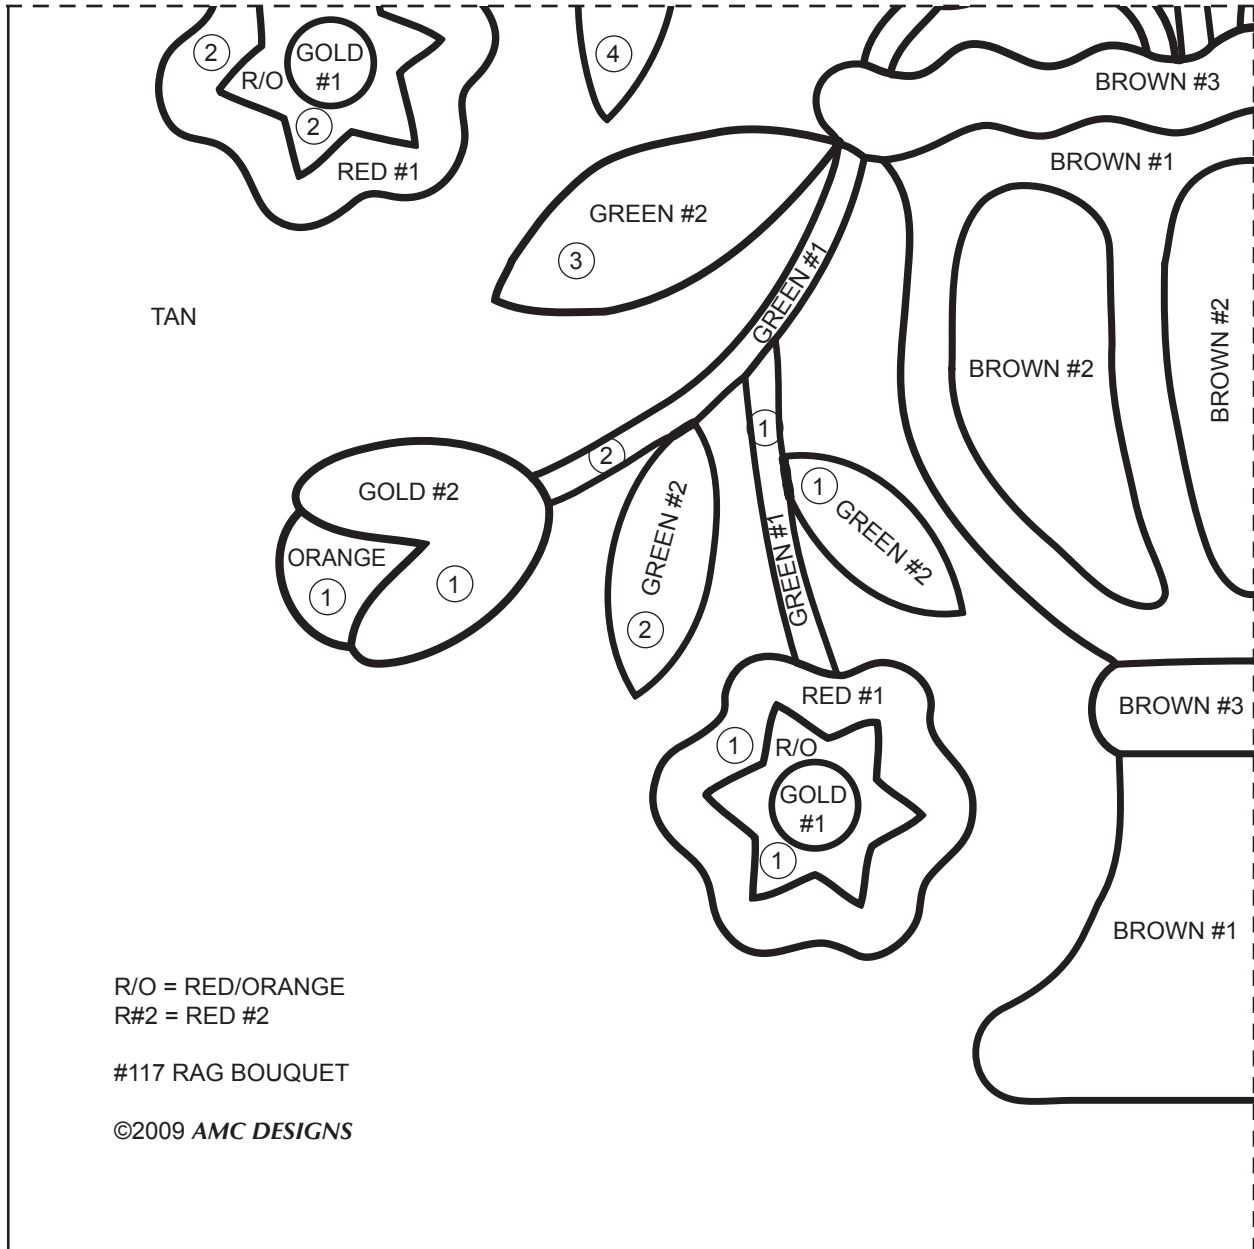 2
GOLD
#1
R/O
2
RED #1
4
BROWN #3
BROWN #1
GREEN #2
3
GREEN #1
TAN
BROWN #2
BROWN #2
2
1
GOLD #2
ORANGE
1
1
GREEN #2
2
GREEN #1
1
GREEN #2
RED #1
1
R/O
GOLD
#1
1
BROWN #3
BROWN #1
R/O = RED/ORANGE
R#2 = RED #2
#117 RAG BOUQUET
©2009 AMC DESIGNS